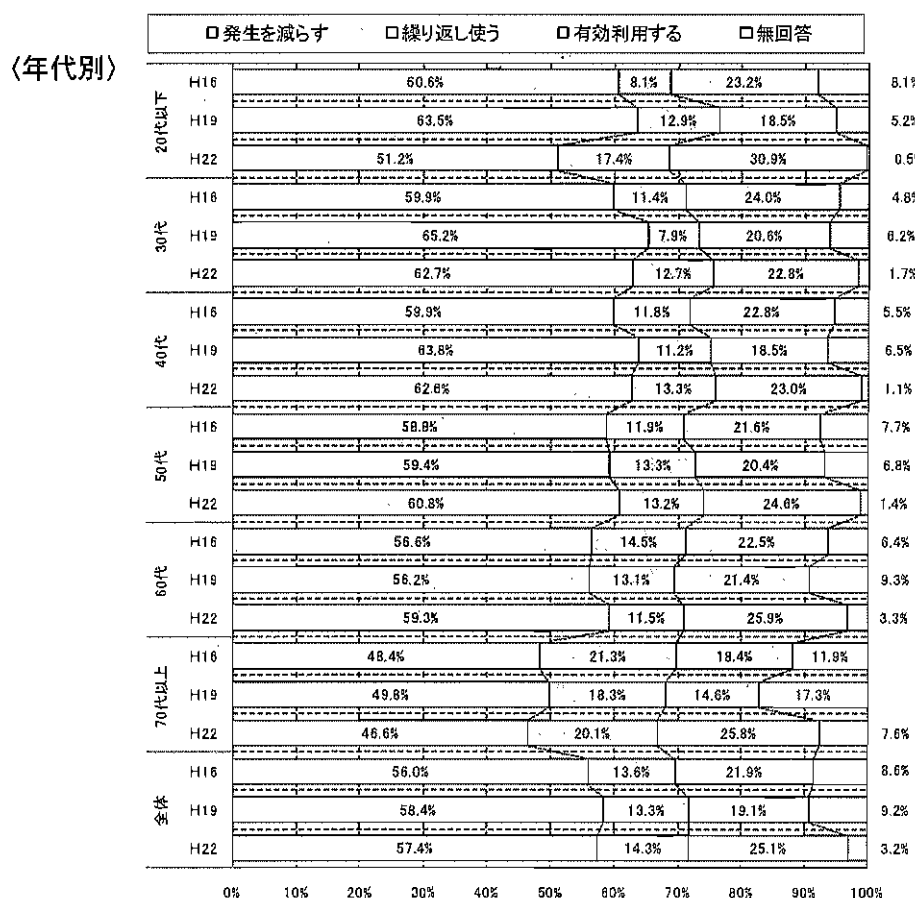 発生を減らす 繰り返し使う 有効利用する 無回答
〈年代別〉
20代以下
H16 60.6% 8.1% 23.2% 8.1%
H19 63.5% 12.9% 18.5% 5.2%
H22 51.2% 17.4% 30.9% 0.5%
30代
H16 59.9% 11.4% 24.0% 4.8%
H19 65.2% 7.9% 20.6% 6.2%
H22 62.7% 12.7% 22.8% 1.7%
40代
H16 59.9% 11.8% 22.8% 5.5%
H19 63.8% 11.2% 18.5% 6.5%
H22 62.6% 13.3% 23.0% 1.1%
50代
H16 58.8% 11.9% 21.6% 7.7%
H19 59.4% 13.3% 20.4% 6.8%
H22 60.8% 13.2% 24.6% 1.4%
60代
H16 56.6% 14.5% 22.5% 6.4%
H19 56.2% 13.1% 21.4% 9.3%
H22 59.3% 11.5% 25.9% 3.3%
70代以上
H16 48.4% 21.3% 18.4% 11.9%
H19 49.8% 18.3% 14.6% 17.3%
H22 46.6% 20.1% 25.8% 7.6%
全体
H16 56.0% 13.6% 21.9% 8.6%
H19 58.4% 13.3% 19.1% 9.2%
H22 57.4% 14.3% 25.1% 3.2%
0% 10% 20% 30% 40% 50% 60% 70% 80% 90% 100%